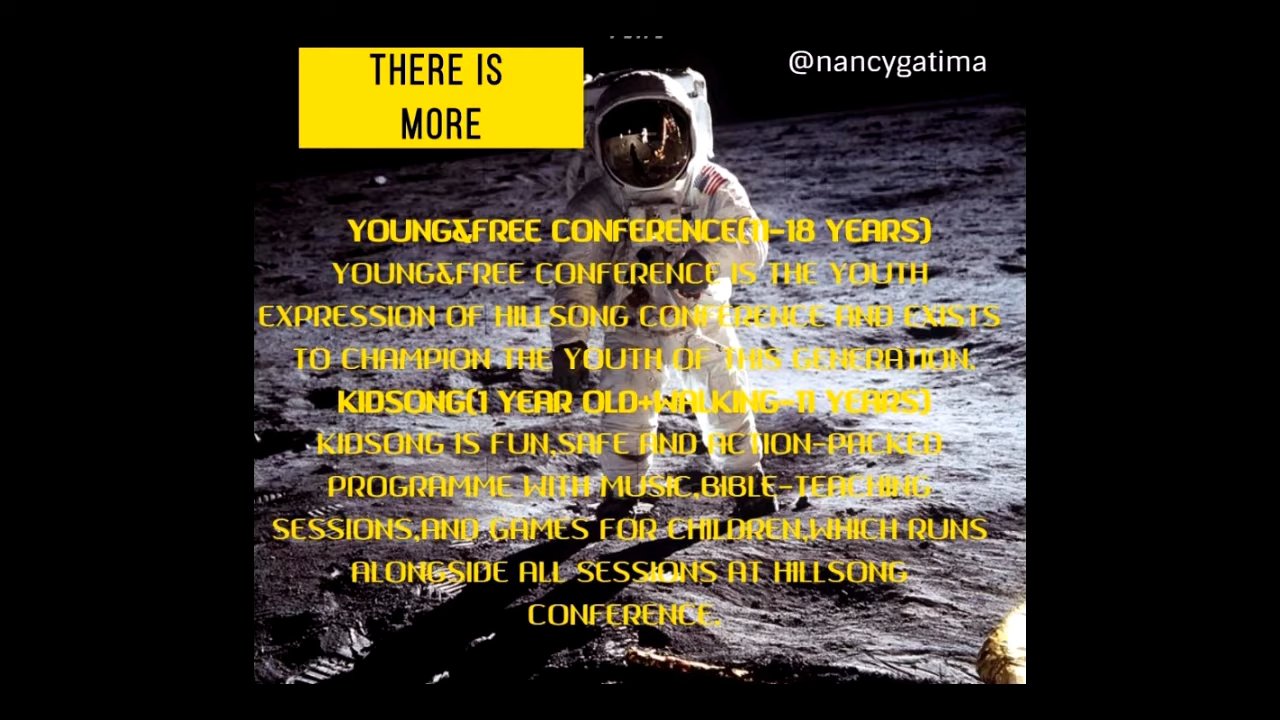 THERE IS
MORE
@nancygatima
YOUNG&FREE CONFERENCE(11-18 YEARS)
YOUNG&FREE CONFERENCE IS THE YOUTH
EXPRESSION OF HILLSONG CONFERENCE AND EXISTS
TO CHAMPION THE YOUTH OF THIS GENERATION.
KIDSONG(1 YEAR OLD+WALKING-11 YEARS)
KIDSONG IS FUN,SAFE AND ACTION-PACKED
PROGRAMME WITH MUSIC,BIBLE-TEACHING
SESSIONS,AND GAMES FOR CHILDREN,WHICH RUNS
ALONGSIDE ALL SESSIONS AT HILLSONG
CONFERENCE.